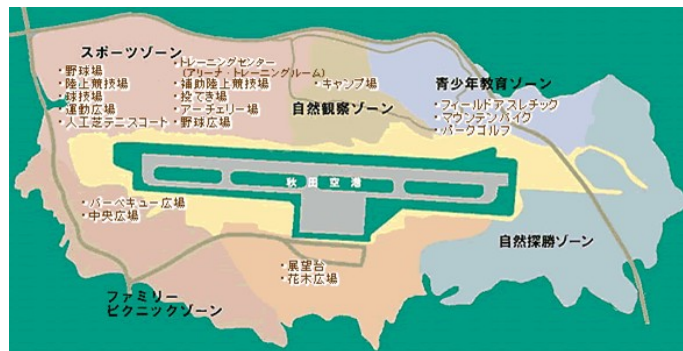 スポーツゾーン
・野球場
・陸上競技場
・球技場
・運動広場
・人工芝テニスコート
・トレーニングセンター
(アリーナ・トレーニングルーム)
・補助陸上競技場
・投てき場
・アーチェリー場
・野球広場
・キャンプ場
自然観察ゾーン
青少年教育ゾーン
・フィールドアスレチック
・マウンテンバイク
・パークゴルフ
秋田空港
・バーベキュー広場
・中央広場
自然探勝ゾーン
・展望台
・花木広場
ファミリー
ピクニックゾーン